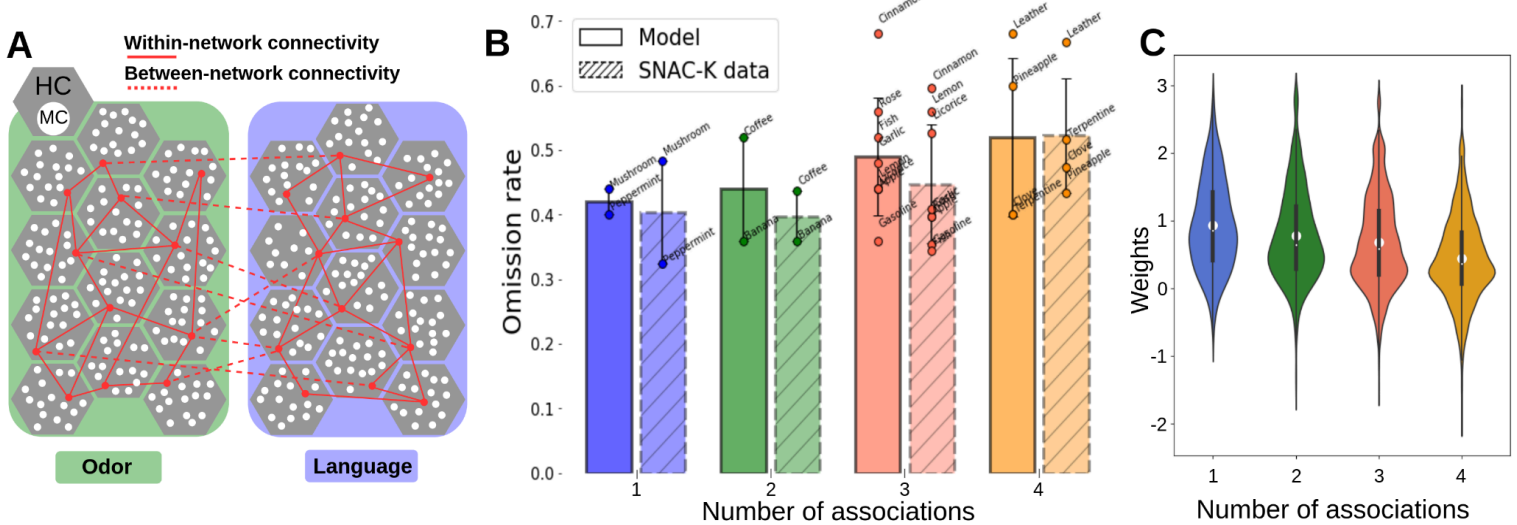 A
Within-network connectivity
Between-network connectivity
HC
MC
Odor
Language
B
Omission rate
0.7
0.6
0.5
0.4
0.3
0.2
0.1
0.0
Model
SNAC-K data
Mushroom
Peppermint
Mushroom
Peppermint
Coffee
Banana
Coffee
Banana
Cinnamon
Rose
Fish
Garlic
Lemon
Gasoline
Cinnamon
Lemon
Licorice
Leather
Pineapple
Clove
Terpentine
Leather
Terpentine
Clove
Pineapple
1 2 3 4
Number of associations
C
Weights
3
2
1
0
-1
-2
1 2 3 4
Number of associations